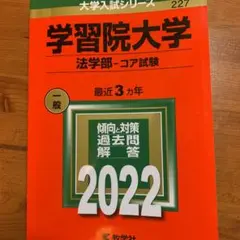 大学入試シリーズ
227
学習院大学
法学部-コア試験
一般
最近3ヵ年
傾向と対策
過去問
解答
2022
教学社